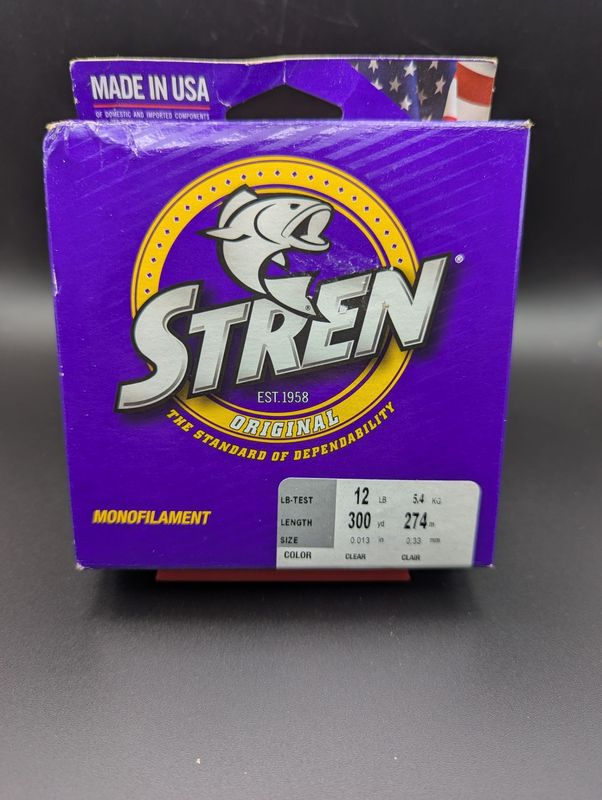 MADE IN USA
OF DOMESTIC AND IMPORTED COMPONENTS
STREN®
EST. 1958
ORIGINAL
THE STANDARD OF DEPENDABILITY
MONOFILAMENT
LB-TEST 12 LB 5.4 KG
LENGTH 300 yd 274 m
SIZE 0.013 in 0.33 mm
COLOR CLEAR CLAIR